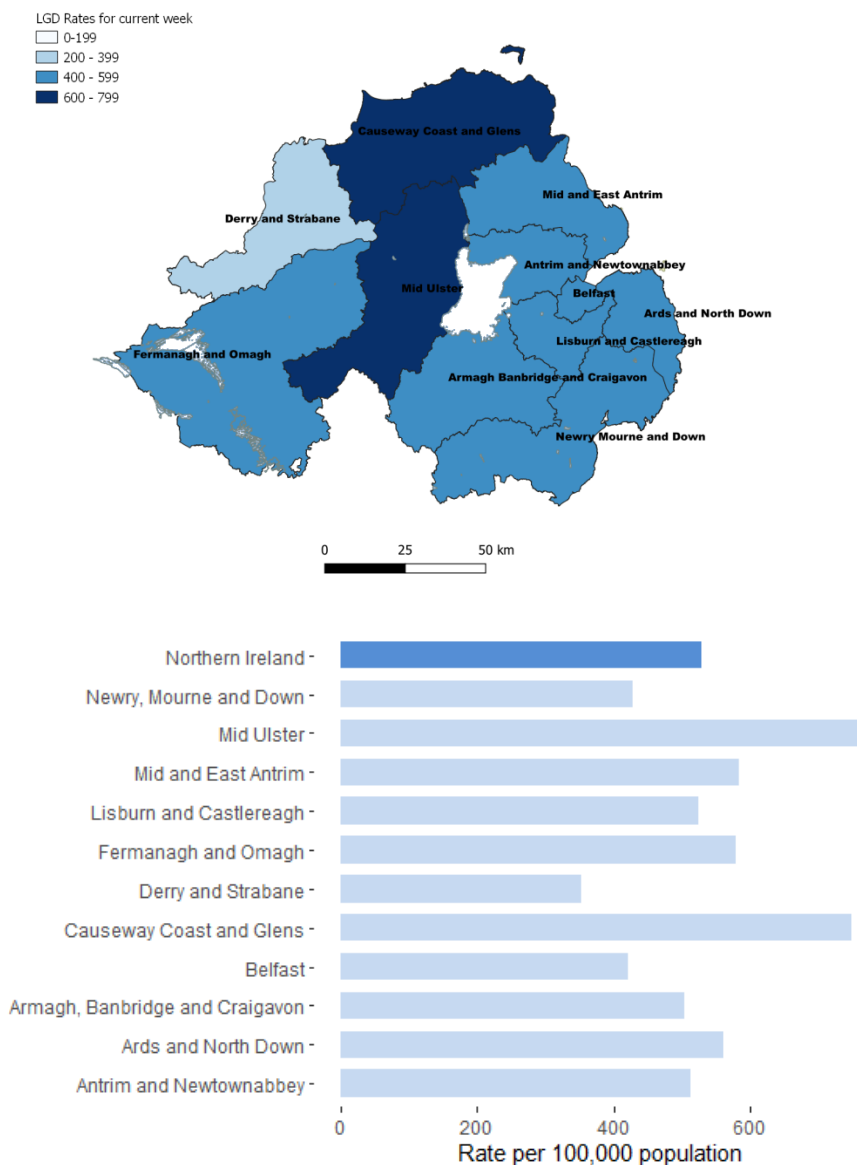 LGD Rates for current week
0-199
200 - 399
400 - 599
600 - 799
Causeway Coast and Glens
Mid and East Antrim
Derry and Strabane
Antrim and Newtownabbey
Mid Ulster
Belfast
Ards and North Down
Lisburn and Castlereagh
Fermanagh and Omagh
Armagh Banbridge and Craigavon
Newry Mourne and Down
0 25 50 km
Northern Ireland
Newry, Mourne and Down
Mid Ulster
Mid and East Antrim
Lisburn and Castlereagh
Fermanagh and Omagh
Derry and Strabane
Causeway Coast and Glens
Belfast
Armagh, Banbridge and Craigavon
Ards and North Down
Antrim and Newtownabbey
0 200 400 600
Rate per 100,000 population